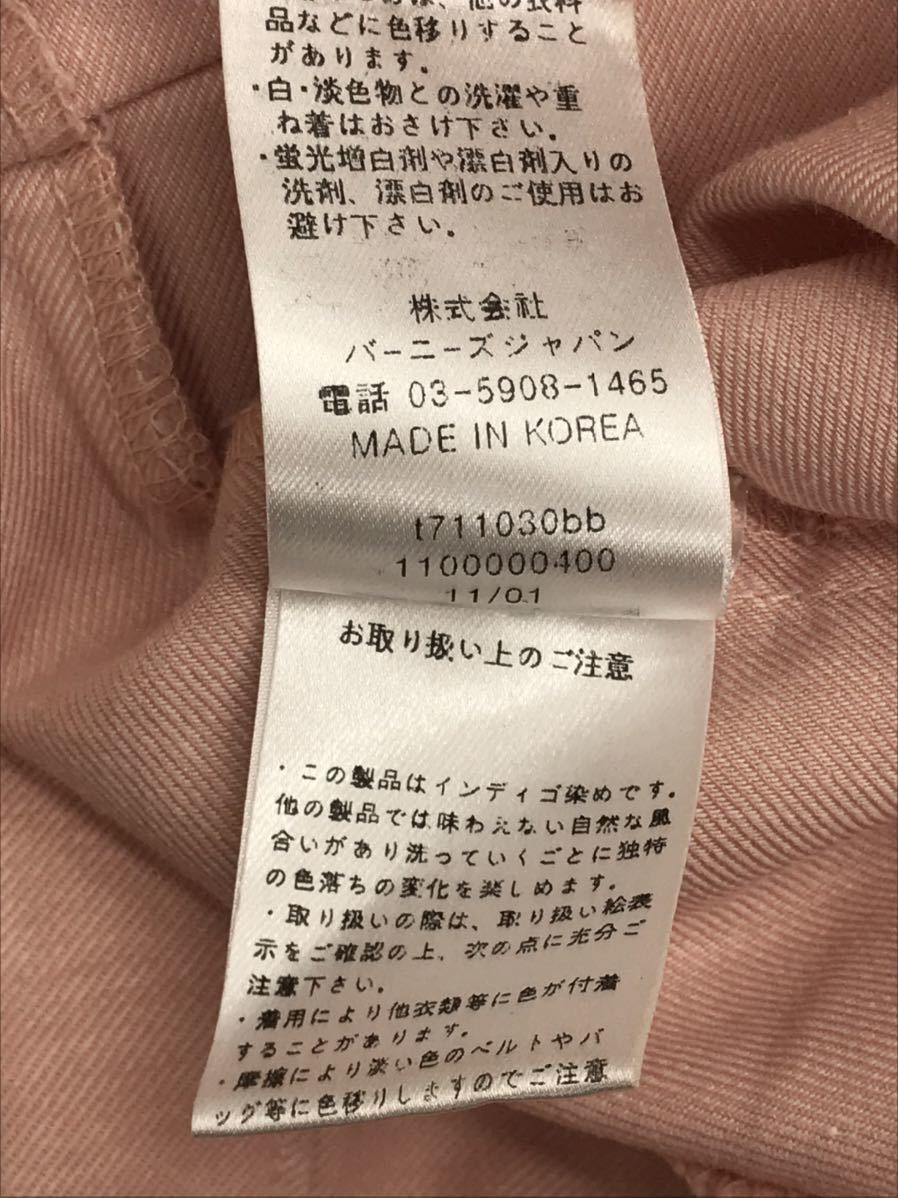 は、他の衣料
品などに色移りすること
があります。
・白・淡色物との洗濯や重
ね着はおさけ下さい。
・蛍光増白剤や漂白剤入りの
洗剤、漂白剤のご使用はお
避け下さい。
株式会社
バーニーズジャパン
電話 03-5908-1465
MADE IN KOREA
t711030bb
1100000400
11/01
お取り扱い上のご注意
・この製品はインディゴ染めです。
他の製品では味わえない自然な風
合いがあり洗っていくごとに独特
の色落ちの変化を楽しめます。
・取り扱いの際は、取り扱い絵表
示をご確認の上、次の点に充分ご
注意下さい。
・着用により他衣類等に色が付着
することがあります。
・摩擦により淡い色のベルトやバ
ッグ等に色移りしますのでご注意